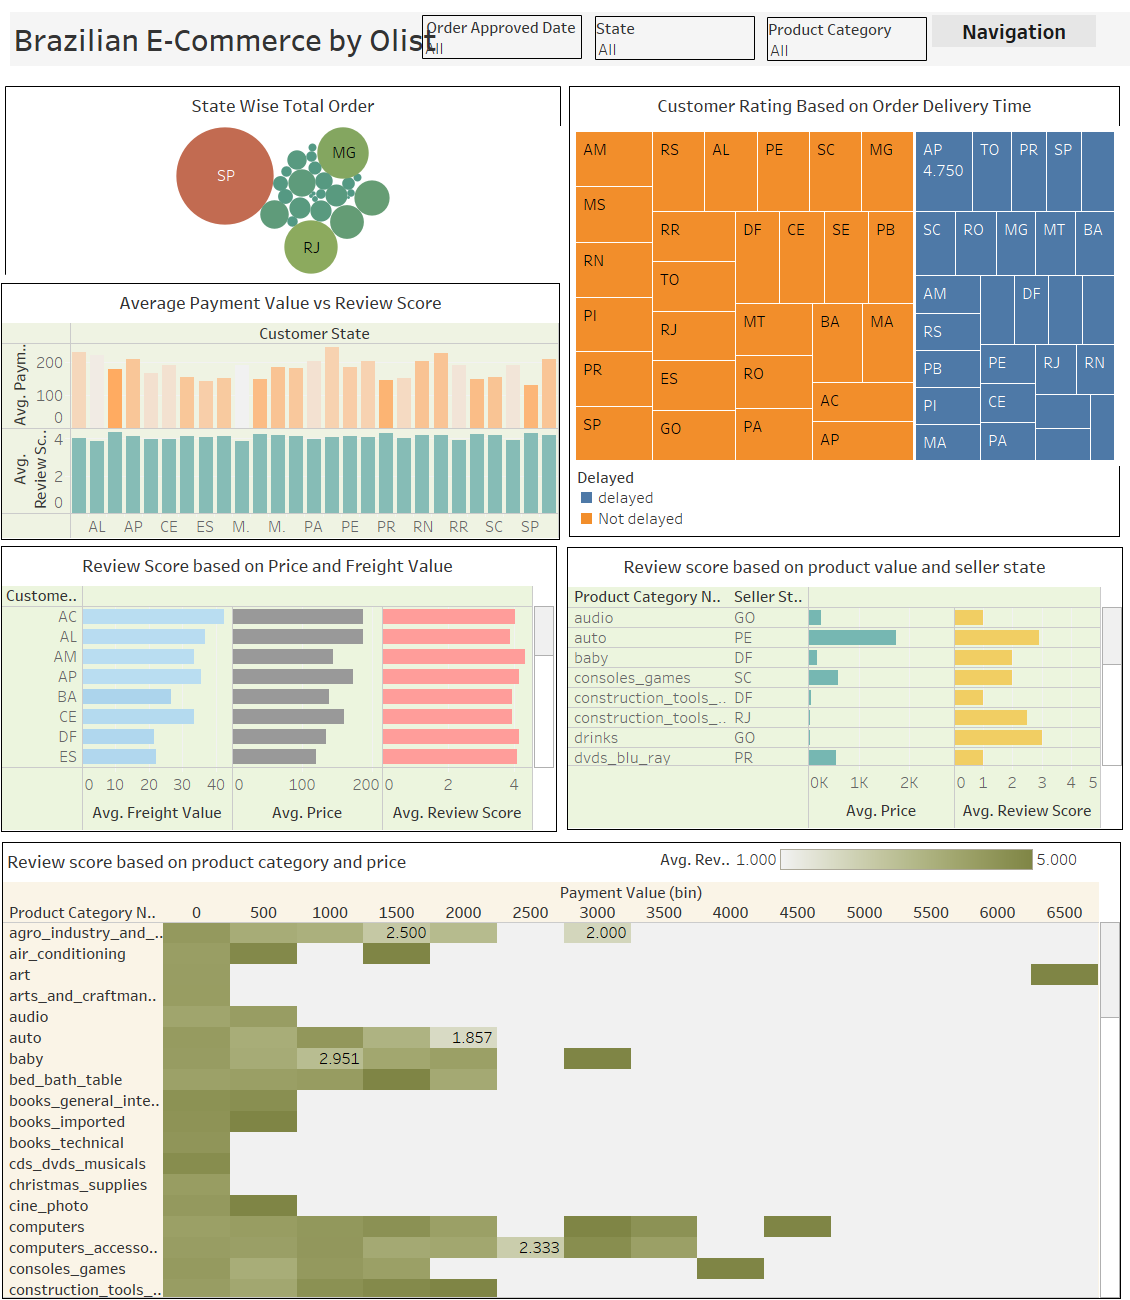 Brazilian E-Commerce by Olist
Order Approved Date
All
State
All
Product Category
All
Navigation
State Wise Total Order
SP
MG
RJ
Customer Rating Based on Order Delivery Time
AM
MS
RN
PI
PR
SP
RS
AL
PE
SC
MG
RR
TO
RJ
ES
GO
DF
CE
SE
PB
MT
RO
PA
BA
MA
AC
AP
AP
4.750
TO
PR
SP
SC
RO
MG
MT
BA
AM
RS
PB
PI
MA
DF
PE
CE
PA
RJ
RN
Delayed
delayed
Not delayed
Average Payment Value vs Review Score
Customer State
Avg. Paym..
200
100
0
Avg.
Review Sc..
4
2
0
AL AP CE ES M. M. PA PE PR RN RR SC SP
Review Score based on Price and Freight Value
Custome..
AC
AL
AM
AP
BA
CE
DF
ES
0 10 20 30 40 0 100 200 0 2 4
Avg. Freight Value Avg. Price Avg. Review Score
Review score based on product value and seller state
Product Category N.. Seller St..
audio GO
auto PE
baby DF
consoles_games SC
construction_tools_.. DF
construction_tools_.. RJ
drinks GO
dvds_blu_ray PR
0K 1K 2K 0 1 2 3 4 5
Avg. Price Avg. Review Score
Review score based on product category and price
Avg. Rev.. 1.000 5.000
Payment Value (bin)
Product Category N.. 0 500 1000 1500 2000 2500 3000 3500 4000 4500 5000 5500 6000 6500
agro_industry_and_.. 2.500 2.000
air_conditioning
art
arts_and_craftman..
audio
auto 1.857
baby 2.951
bed_bath_table
books_general_inte..
books_imported
books_technical
cds_dvds_musicals
christmas_supplies
cine_photo
computers
computers_accesso.. 2.333
consoles_games
construction_tools_..